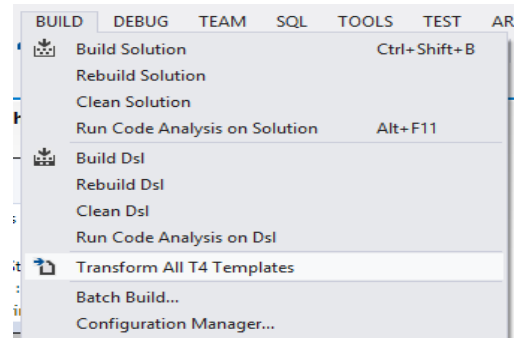 BUILD DEBUG TEAM SQL TOOLS TEST AR
Build Solution Ctrl+Shift+B
Rebuild Solution
Clean Solution
Run Code Analysis on Solution Alt+F11
Build Dsl
Rebuild Dsl
Clean Dsl
Run Code Analysis on Dsl
Transform All T4 Templates
Batch Build...
Configuration Manager...